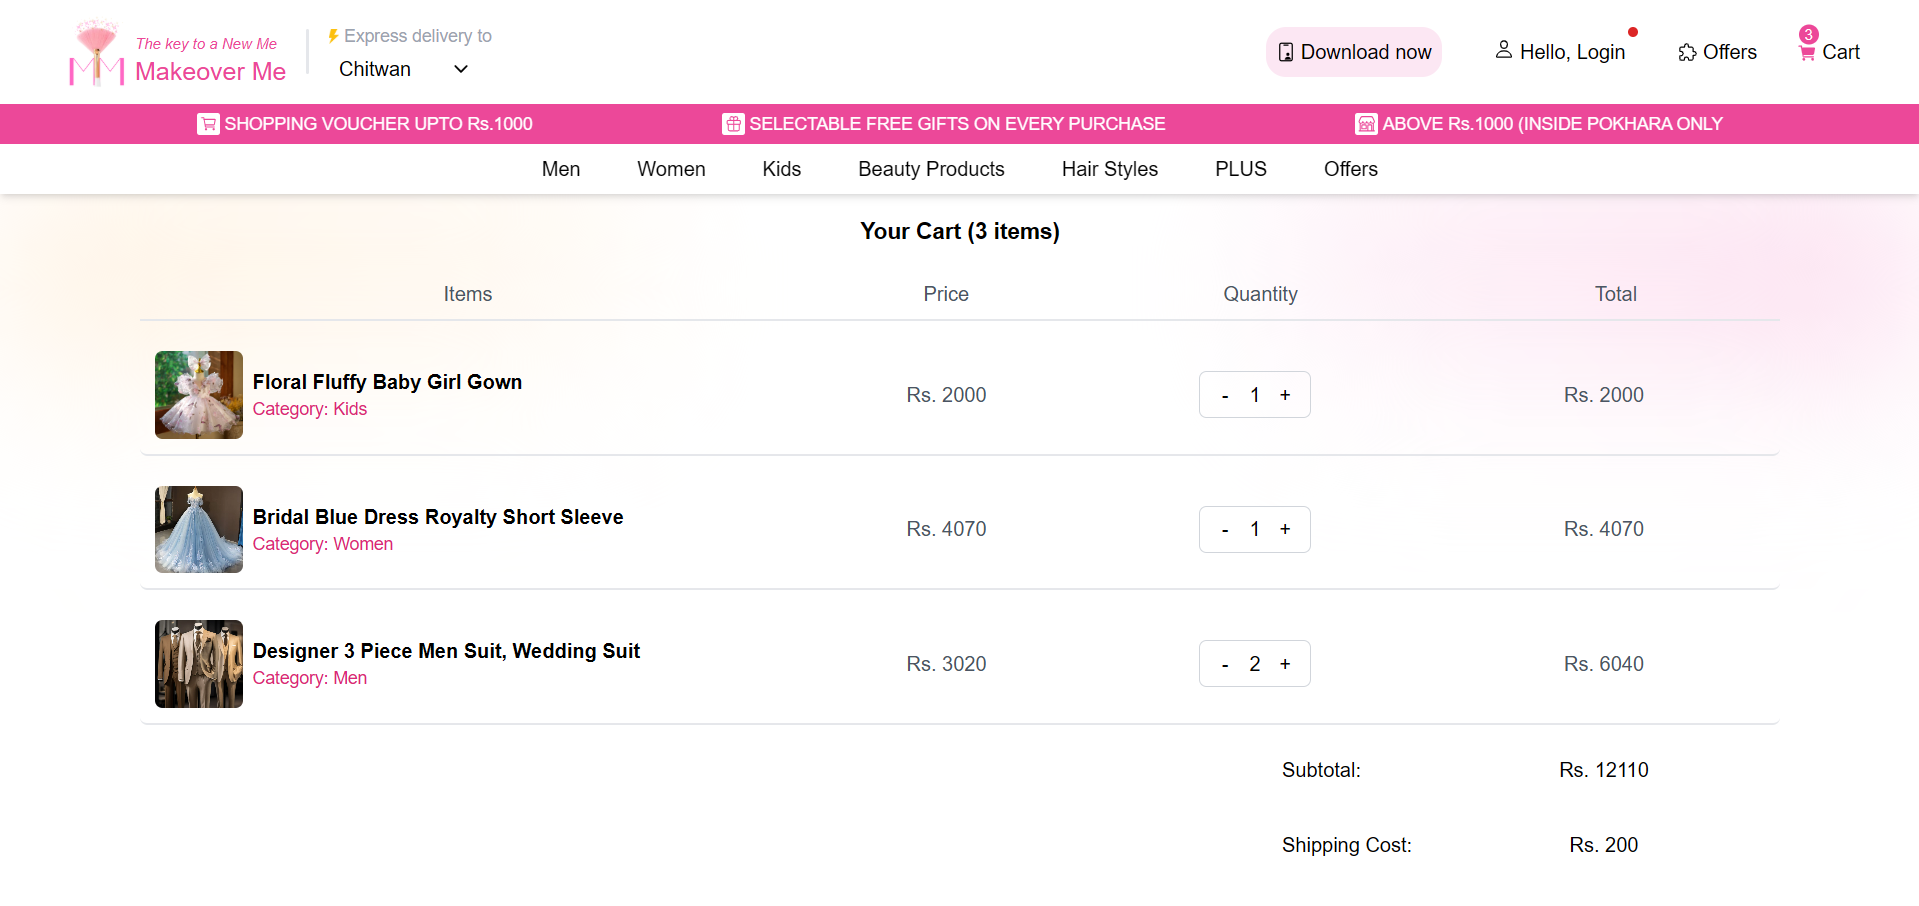 The key to a New Me
Makeover Me
Express delivery to
Chitwan
Download now
Hello, Login
Offers
3
Cart
SHOPPING VOUCHER UPTO Rs.1000
SELECTABLE FREE GIFTS ON EVERY PURCHASE
ABOVE Rs.1000 (INSIDE POKHARA ONLY
Men
Women
Kids
Beauty Products
Hair Styles
PLUS
Offers
Your Cart (3 items)
Items
Price
Quantity
Total
Floral Fluffy Baby Girl Gown
Category: Kids
Rs. 2000
- 1 +
Rs. 2000
Bridal Blue Dress Royalty Short Sleeve
Category: Women
Rs. 4070
- 1 +
Rs. 4070
Designer 3 Piece Men Suit, Wedding Suit
Category: Men
Rs. 3020
- 2 +
Rs. 6040
Subtotal:
Rs. 12110
Shipping Cost:
Rs. 200